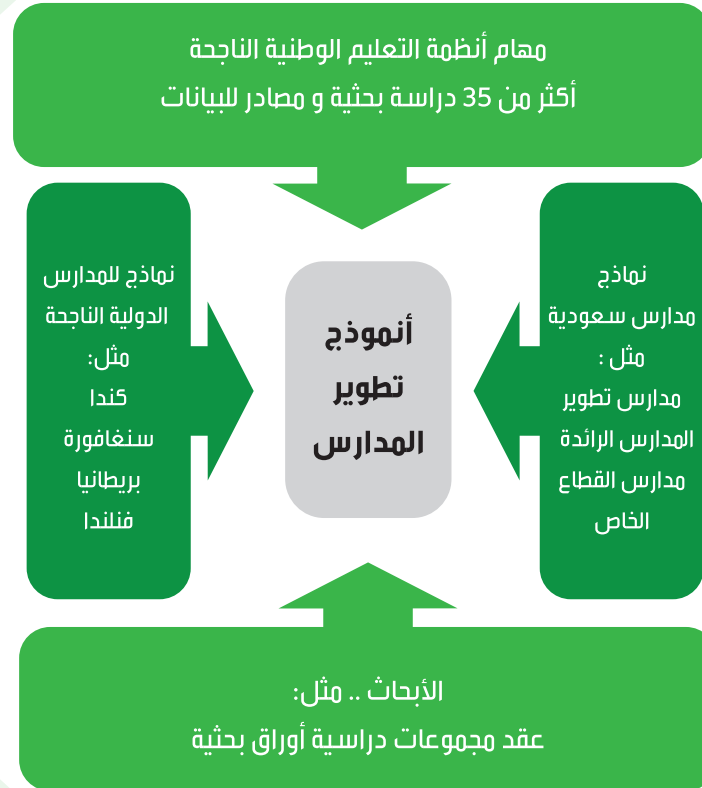 مهام أنظمة التعليم الوطنية الناجحة
أكثر من 35 دراسة بحثية و مصادر للبيانات
نماذج
مدارس سعودية
مثل :
مدارس تطوير
المدارس الرائدة
مدارس القطاع
الخاص
أنموذج
تطوير
المدارس
نماذج للمدارس
الدولية الناجحة
مثل:
كندا
سنغافورة
بريطانيا
فنلندا
الأبحاث .. مثل:
عقد مجموعات دراسية أوراق بحثية